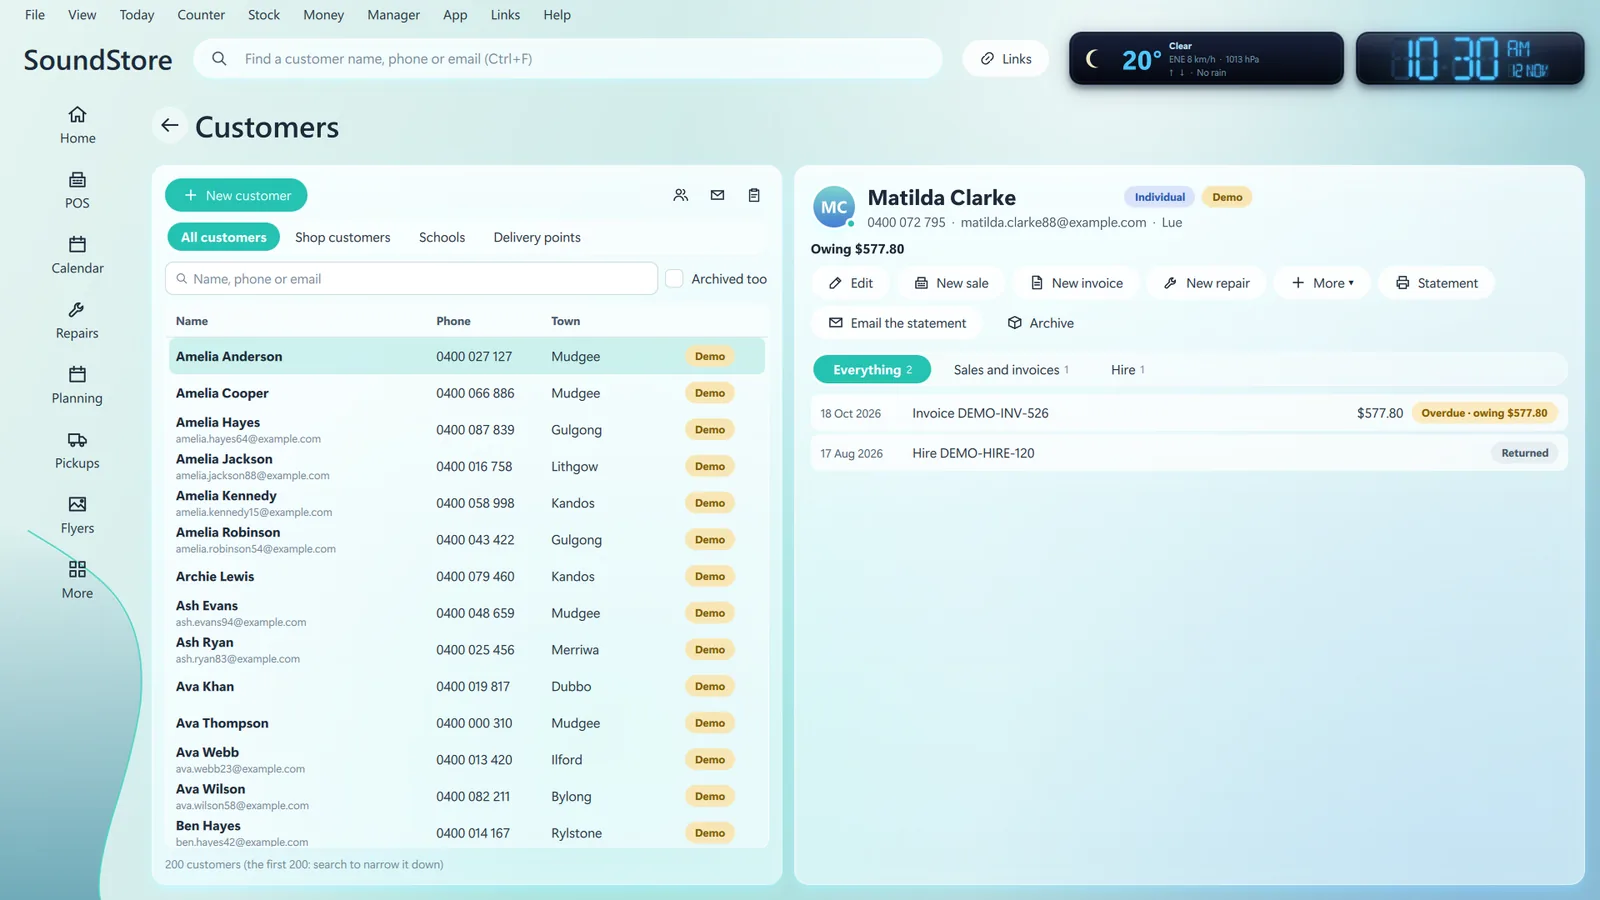 File View Today Counter Stock Money Manager App Links Help
SoundStore
Find a customer name, phone or email (Ctrl+F)
Links
20°
Clear
ENE 8 km/h · 1013 hPa
↑ ↓ · No rain
10:30 AM
12 NOV
Home
POS
Calendar
Repairs
Planning
Pickups
Flyers
More
Customers
New customer
All customers Shop customers Schools Delivery points
Name, phone or email
Archived too
Name Phone Town
Amelia Anderson 0400 027 127 Mudgee Demo
Amelia Cooper 0400 066 886 Mudgee Demo
Amelia Hayes 0400 087 839 Gulgong Demo
amelia.hayes64@example.com
Amelia Jackson 0400 016 758 Lithgow Demo
amelia.jackson88@example.com
Amelia Kennedy 0400 058 998 Kandos Demo
amelia.kennedy15@example.com
Amelia Robinson 0400 043 422 Gulgong Demo
amelia.robinson54@example.com
Archie Lewis 0400 079 460 Kandos Demo
Ash Evans 0400 048 659 Mudgee Demo
ash.evans94@example.com
Ash Ryan 0400 025 456 Merriwa Demo
ash.ryan83@example.com
Ava Khan 0400 019 817 Dubbo Demo
Ava Thompson 0400 000 310 Mudgee Demo
Ava Webb 0400 013 420 Ilford Demo
ava.webb23@example.com
Ava Wilson 0400 082 211 Bylong Demo
ava.wilson58@example.com
Ben Hayes 0400 014 167 Rylstone Demo
ben.hayes42@example.com
200 customers (the first 200: search to narrow it down)
MC
Matilda Clarke Individual Demo
0400 072 795 · matilda.clarke88@example.com · Lue
Owing $577.80
Edit New sale New invoice New repair More Statement
Email the statement Archive
Everything 2 Sales and invoices 1 Hire 1
18 Oct 2026 Invoice DEMO-INV-526 $577.80 Overdue · owing $577.80
17 Aug 2026 Hire DEMO-HIRE-120 Returned